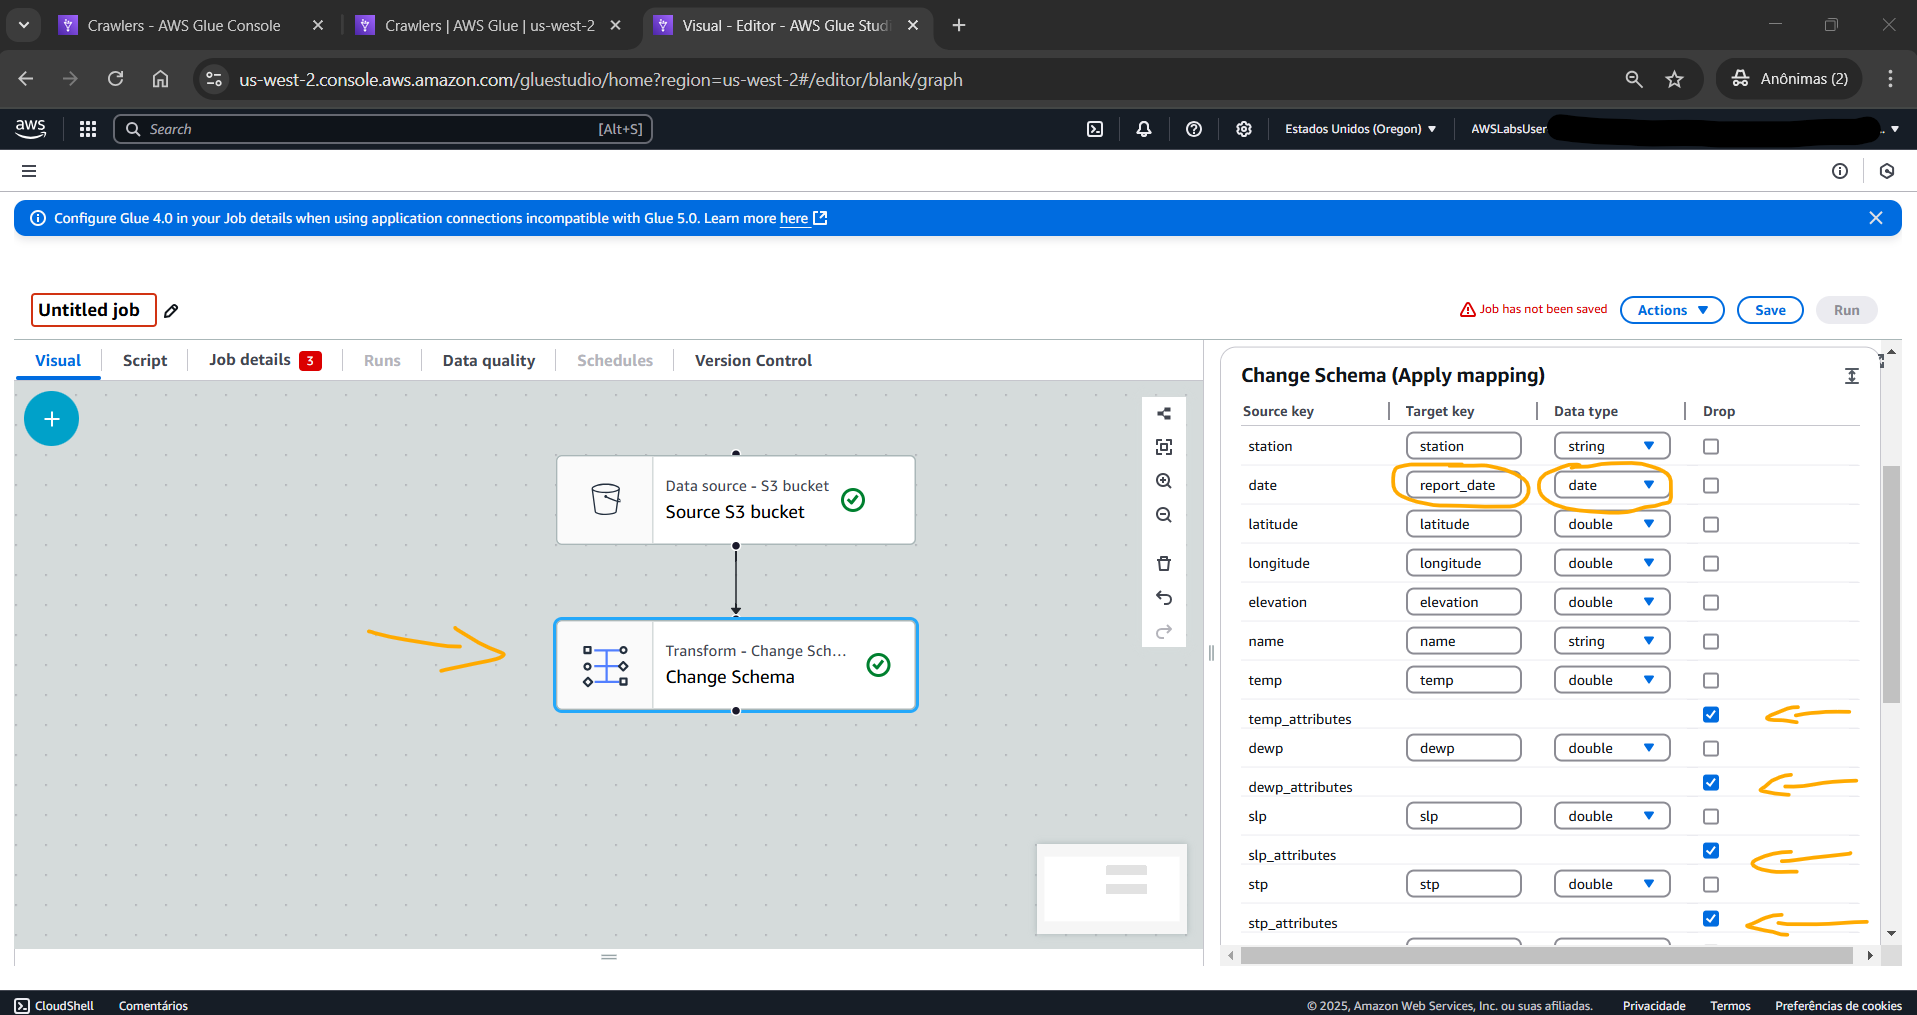 Crawlers - AWS Glue Console
Crawlers | AWS Glue | us-west-2
Visual - Editor - AWS Glue Studi
us-west-2.console.aws.amazon.com/gluestudio/home?region=us-west-2#/editor/blank/graph
Anônimas (2)
aws
Search
[Alt+S]
Estados Unidos (Oregon)
AWSLabsUser
Configure Glue 4.0 in your Job details when using application connections incompatible with Glue 5.0. Learn more here
Untitled job
Job has not been saved
Actions
Save
Run
Visual
Script
Job details 3
Runs
Data quality
Schedules
Version Control
Data source - S3 bucket
Source S3 bucket
Transform - Change Sch...
Change Schema
Change Schema (Apply mapping)
Source key Target key Data type Drop
station station string
date report_date date
latitude latitude double
longitude longitude double
elevation elevation double
name name string
temp temp double
temp_attributes
dewp dewp double
dewp_attributes
slp slp double
slp_attributes
stp stp double
stp_attributes
CloudShell
Comentários
© 2025, Amazon Web Services, Inc. ou suas afiliadas.
Privacidade
Termos
Preferências de cookies